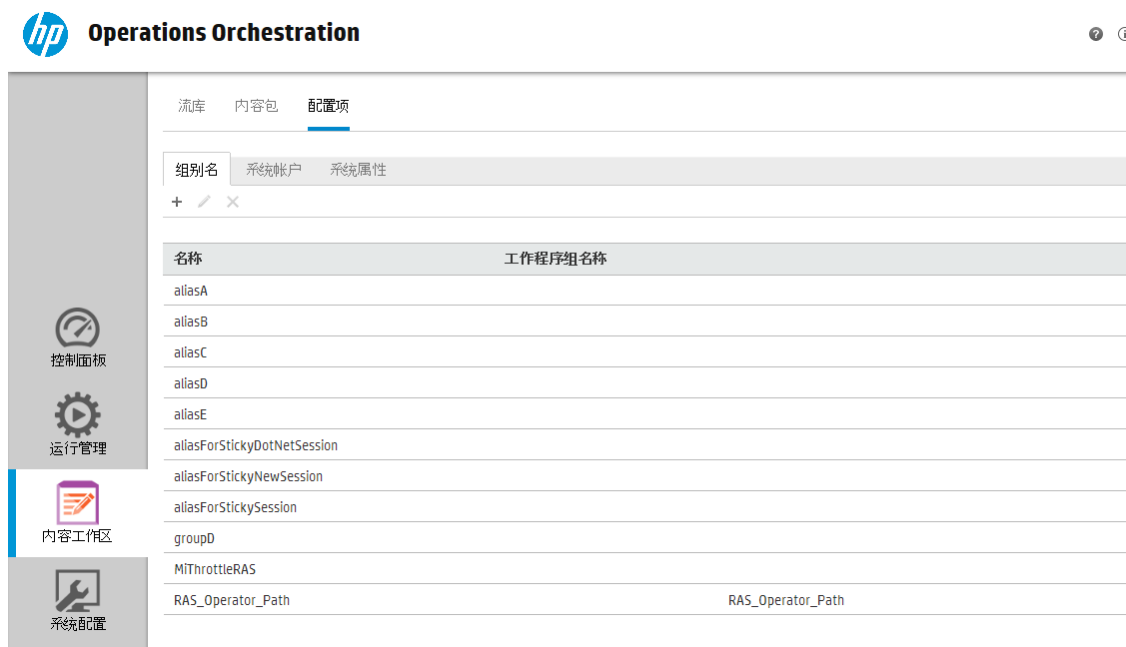 hp Operations Orchestration
流库 内容包 配置项
组别名 系统帐户 系统属性
名称 工作程序组名称
aliasA
aliasB
aliasC
aliasD
aliasE
aliasForStickyDotNetSession
aliasForStickyNewSession
aliasForStickySession
groupD
MiThrottleRAS
RAS_Operator_Path RAS_Operator_Path
控制面板
运行管理
内容工作区
系统配置